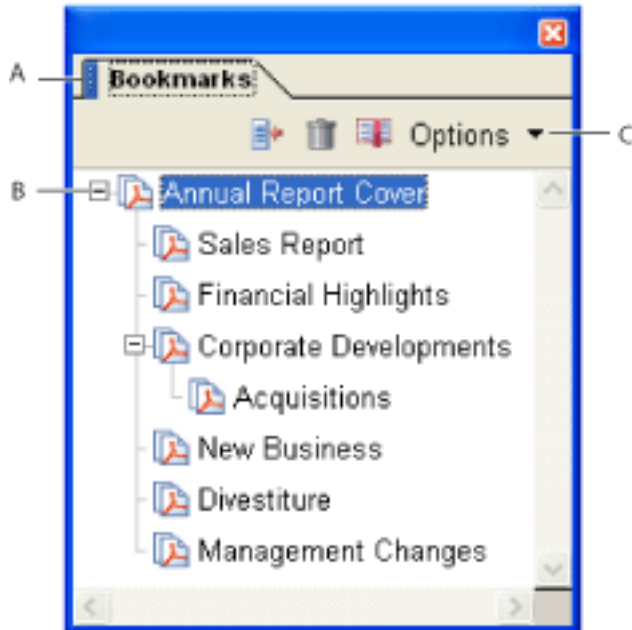 A
Bookmarks
Options
C
B
Annual Report Cover
Sales Report
Financial Highlights
Corporate Developments
Acquisitions
New Business
Divestiture
Management Changes